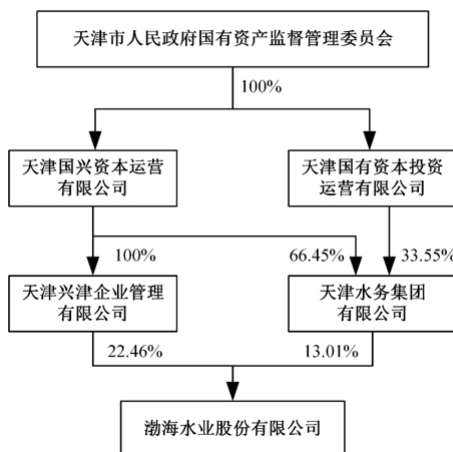 天津市人民政府国有资产监督管理委员会
100%
天津国兴资本运营
有限公司
天津国有资本投资
运营有限公司
100%
66.45%
33.55%
天津兴津企业管理
有限公司
天津水务集团
有限公司
22.46%
13.01%
渤海水业股份有限公司